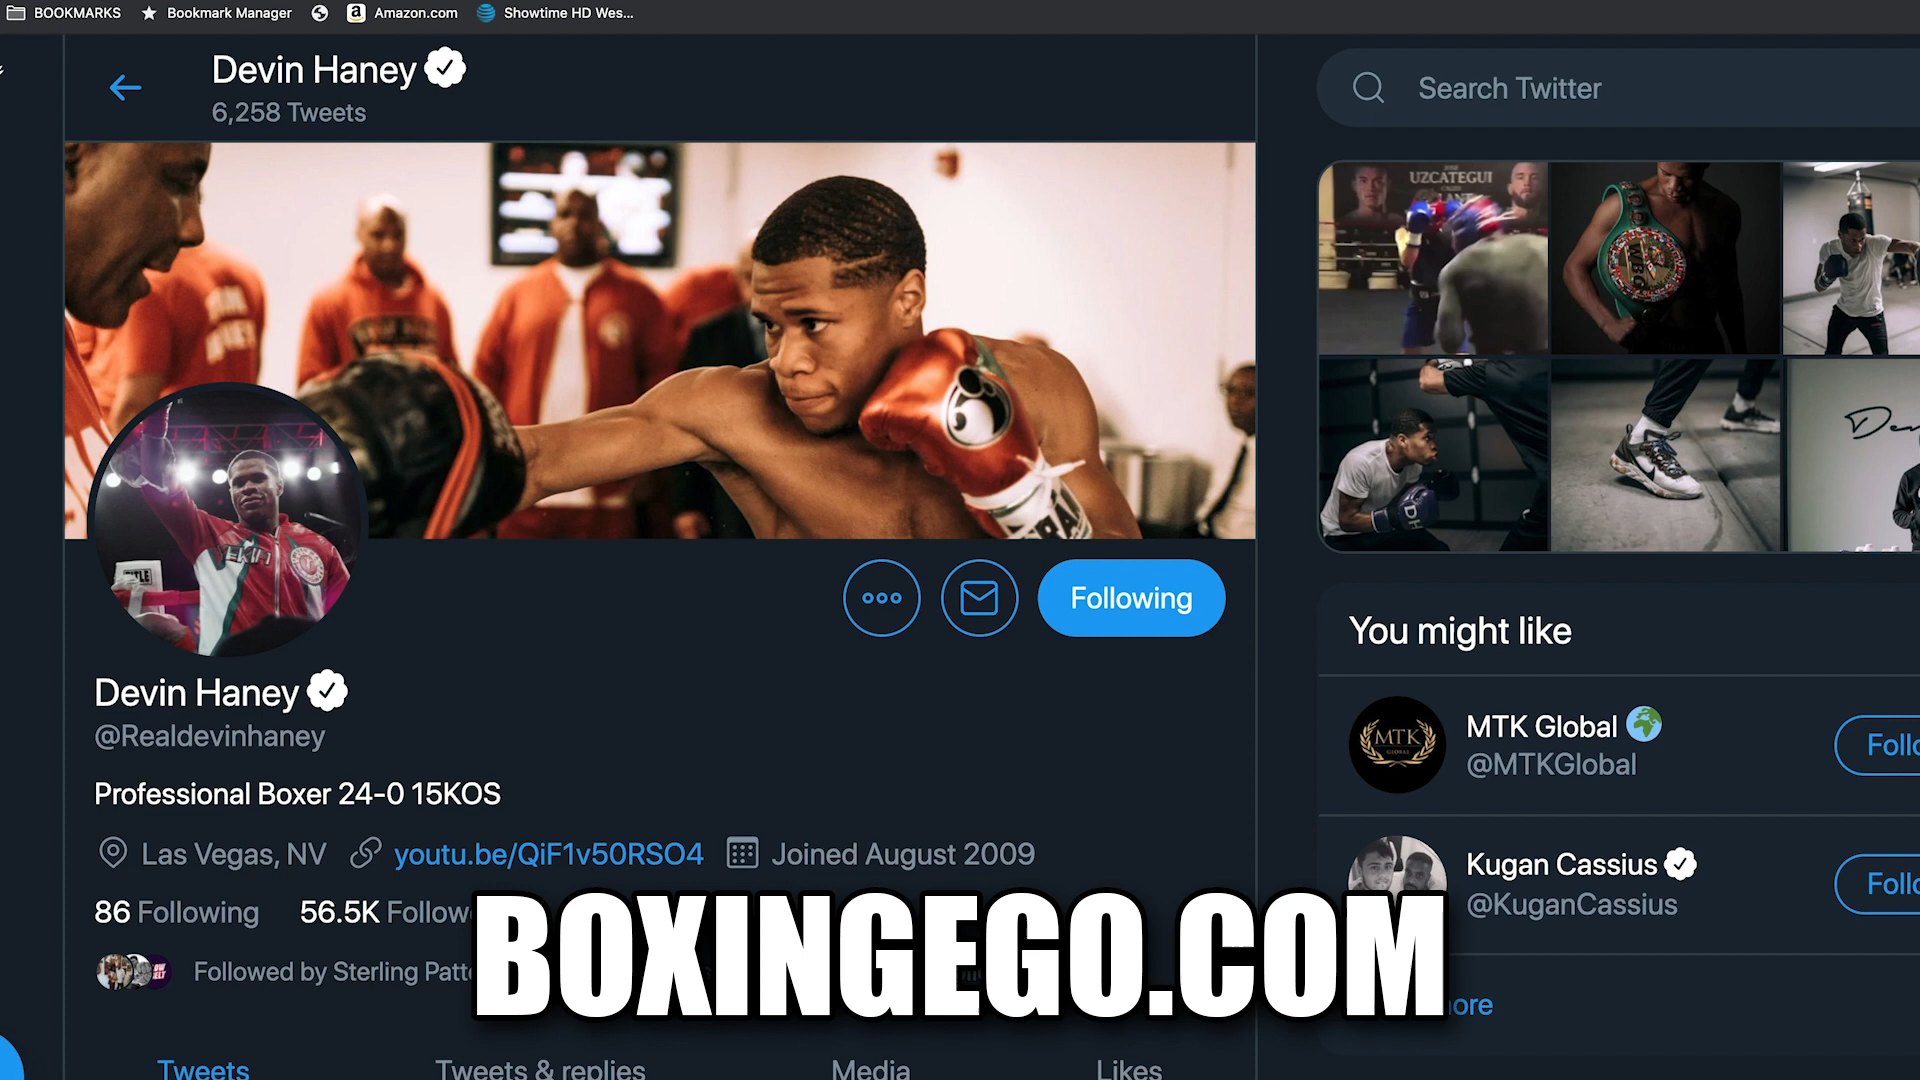 BOOKMARKS
Bookmark Manager
Amazon.com
Showtime HD Wes...
Devin Haney
6,258 Tweets
Search Twitter
UZCATEGUI
TITLE
Following
You might like
Devin Haney
@Realdevinhaney
MTK Global
@MTKGlobal
MTK
GLOBAL
Professional Boxer 24-0 15KOS
Las Vegas, NV
youtu.be/QiF1v50RSO4
Joined August 2009
Kugan Cassius
@KuganCassius
86 Following
56.5K
Followed by Sterling
BOXINGEGO.COM
Tweets
Tweets & replies
Media
Likes